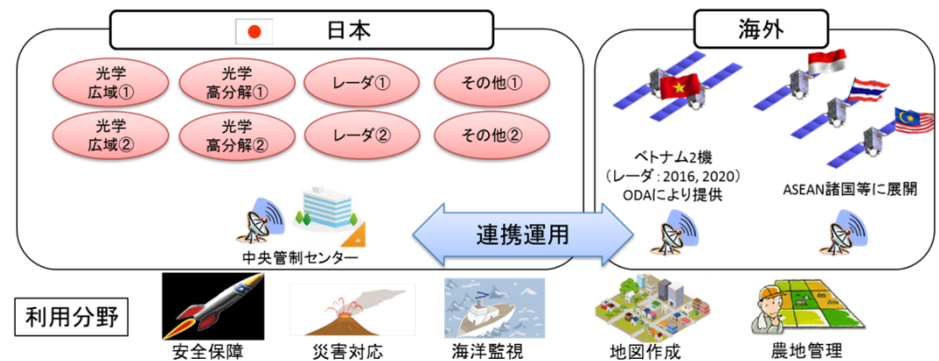 日本
光学
広域①
光学
高分解①
レーダ①
その他①
光学
広域②
光学
高分解②
レーダ②
その他②
中央管制センター
連携運用
海外
ベトナム2機
（レーダ：2016, 2020）
ODAにより提供
ASEAN諸国等に展開
利用分野
安全保障
災害対応
海洋監視
地図作成
農地管理